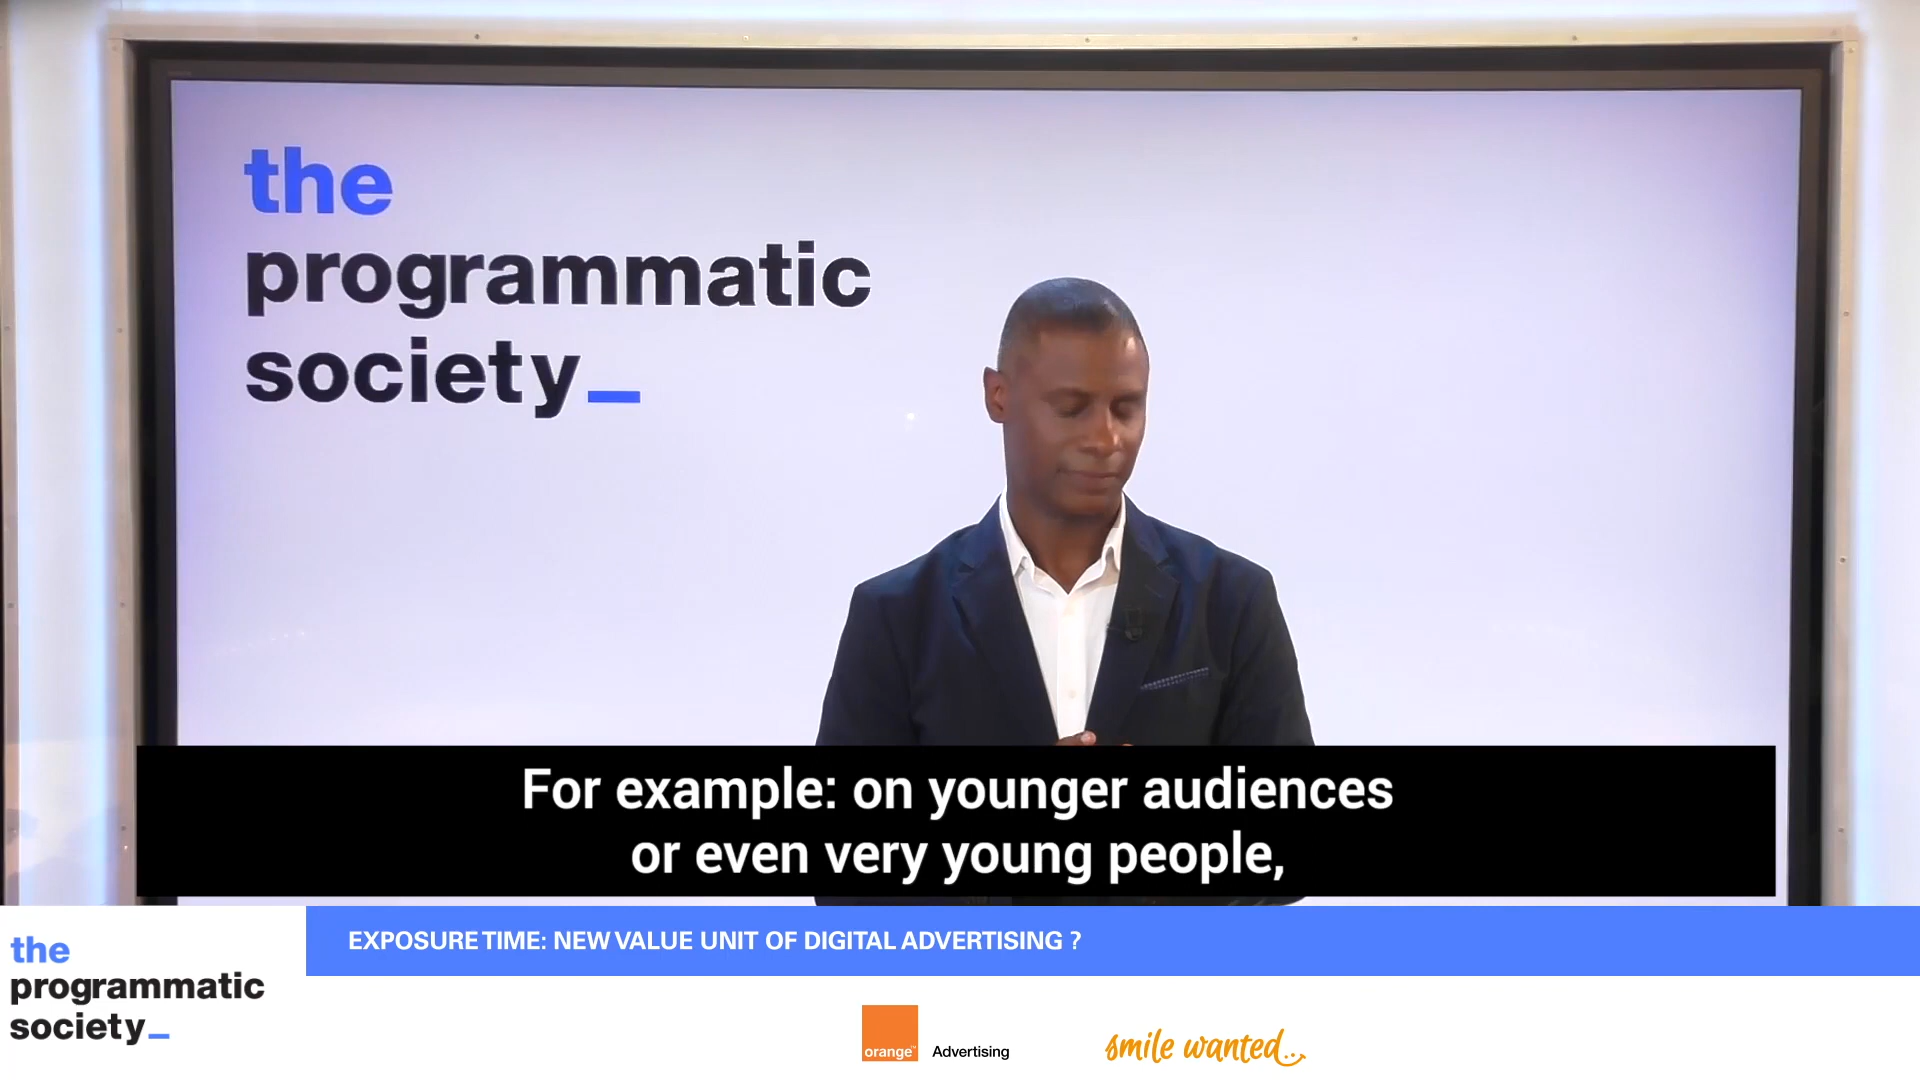 the
programmatic
society_
For example: on younger audiences
or even very young people,
EXPOSURE TIME: NEW VALUE UNIT OF DIGITAL ADVERTISING ?
the
programmatic
society_
orange™ Advertising
smile wanted...